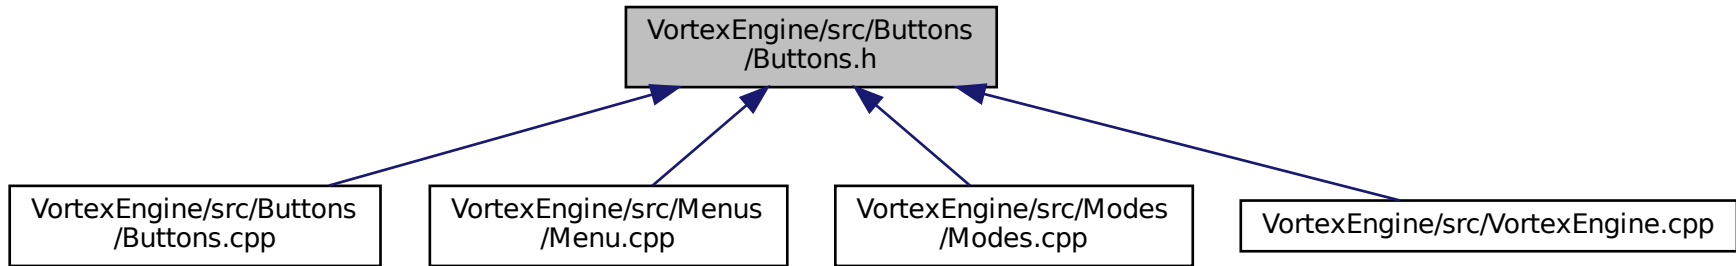 VortexEngine/src/Buttons
/Buttons.h
VortexEngine/src/Buttons
/Buttons.cpp
VortexEngine/src/Menus
/Menu.cpp
VortexEngine/src/Modes
/Modes.cpp
VortexEngine/src/VortexEngine.cpp